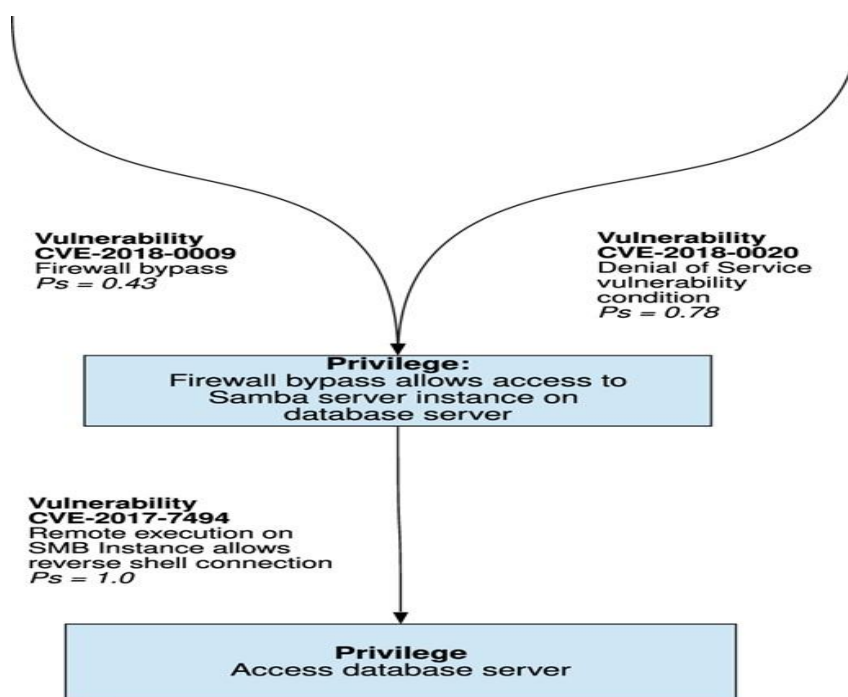 Vulnerability
CVE-2018-0009
Firewall bypass
Ps = 0.43
Vulnerability
CVE-2018-0020
Denial of Service
vulnerability
condition
Ps = 0.78
Privilege:
Firewall bypass allows access to
Samba server instance on
database server
Vulnerability
CVE-2017-7494
Remote execution on
SMB Instance allows
reverse shell connection
Ps = 1.0
Privilege
Access database server